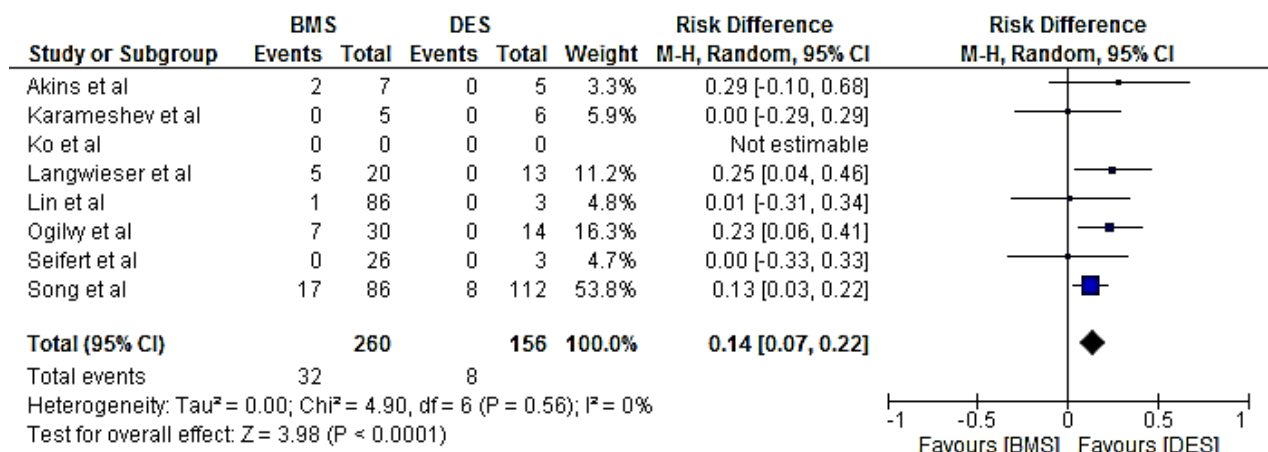 BMS DES Risk Difference Risk Difference
Study or Subgroup Events Total Events Total Weight M-H, Random, 95% CI M-H, Random, 95% CI
Akins et al 2 7 0 5 3.3% 0.29 [-0.10, 0.68]
Karameshev et al 0 5 0 6 5.9% 0.00 [-0.29, 0.29]
Ko et al 0 0 0 0 Not estimable
Langwieser et al 5 20 0 13 11.2% 0.25 [0.04, 0.46]
Lin et al 1 86 0 3 4.8% 0.01 [-0.31, 0.34]
Ogilvy et al 7 30 0 14 16.3% 0.23 [0.06, 0.41]
Seifert et al 0 26 0 3 4.7% 0.00 [-0.33, 0.33]
Song et al 17 86 8 112 53.8% 0.13 [0.03, 0.22]
Total (95% CI) 260 156 100.0% 0.14 [0.07, 0.22]
Total events 32 8
Heterogeneity: Tau² = 0.00; Chi² = 4.90, df = 6 (P = 0.56); I² = 0%
Test for overall effect: Z = 3.98 (P < 0.0001)
-1 -0.5 0 0.5 1
Favours [BMS] Favours [DES]